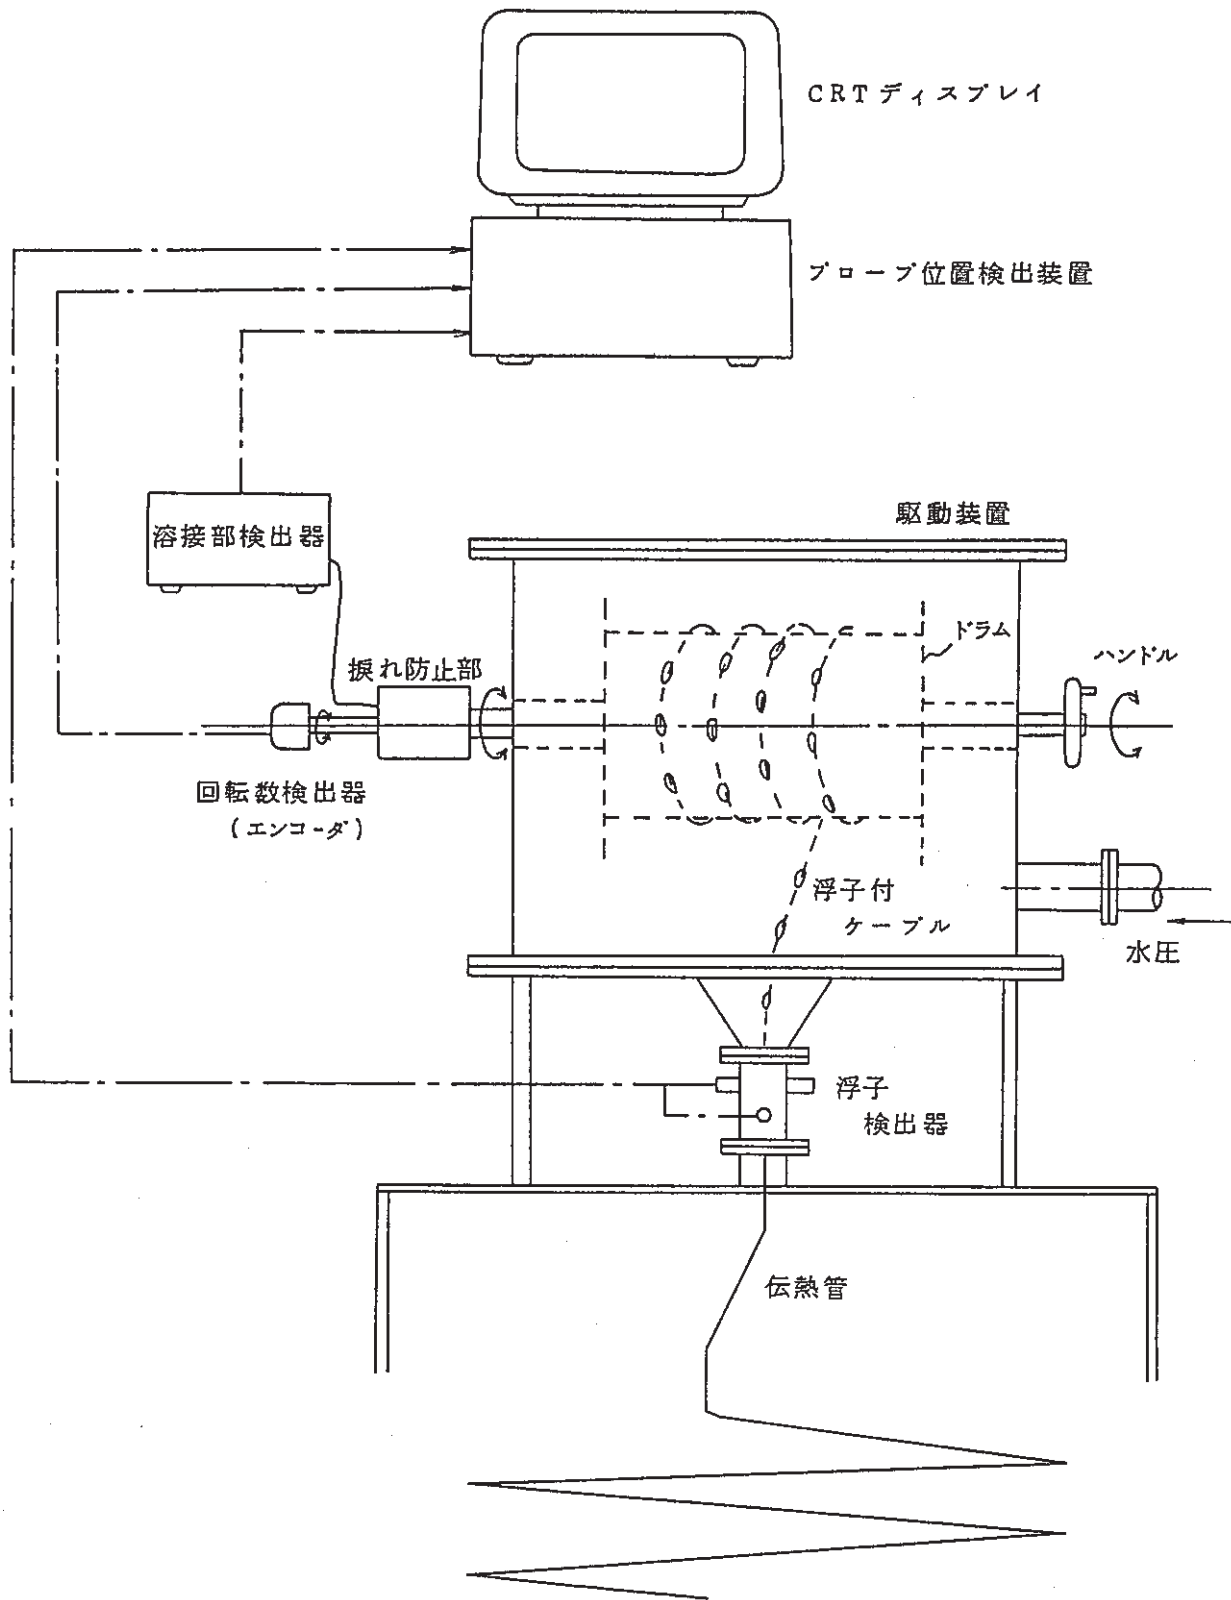 CRTディスプレイ
プローブ位置検出装置
溶接部検出器
駆動装置
ドラム
ハンドル
捩れ防止部
回転数検出器
(エンコーダ)
浮子付
ケーブル
水圧
浮子
検出器
伝熱管